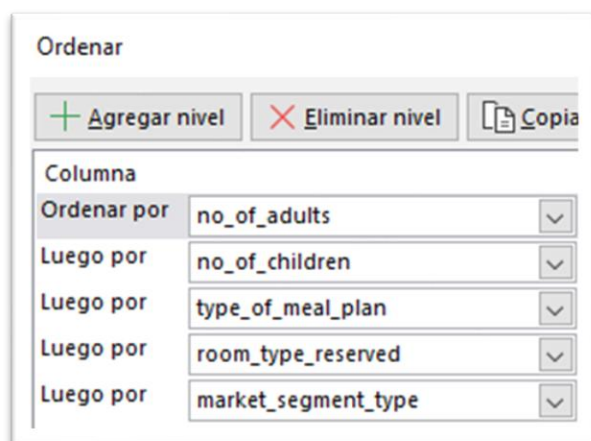 Ordenar
Agregar nivel Eliminar nivel Copia
Columna
Ordenar por no_of_adults
Luego por no_of_children
Luego por type_of_meal_plan
Luego por room_type_reserved
Luego por market_segment_type